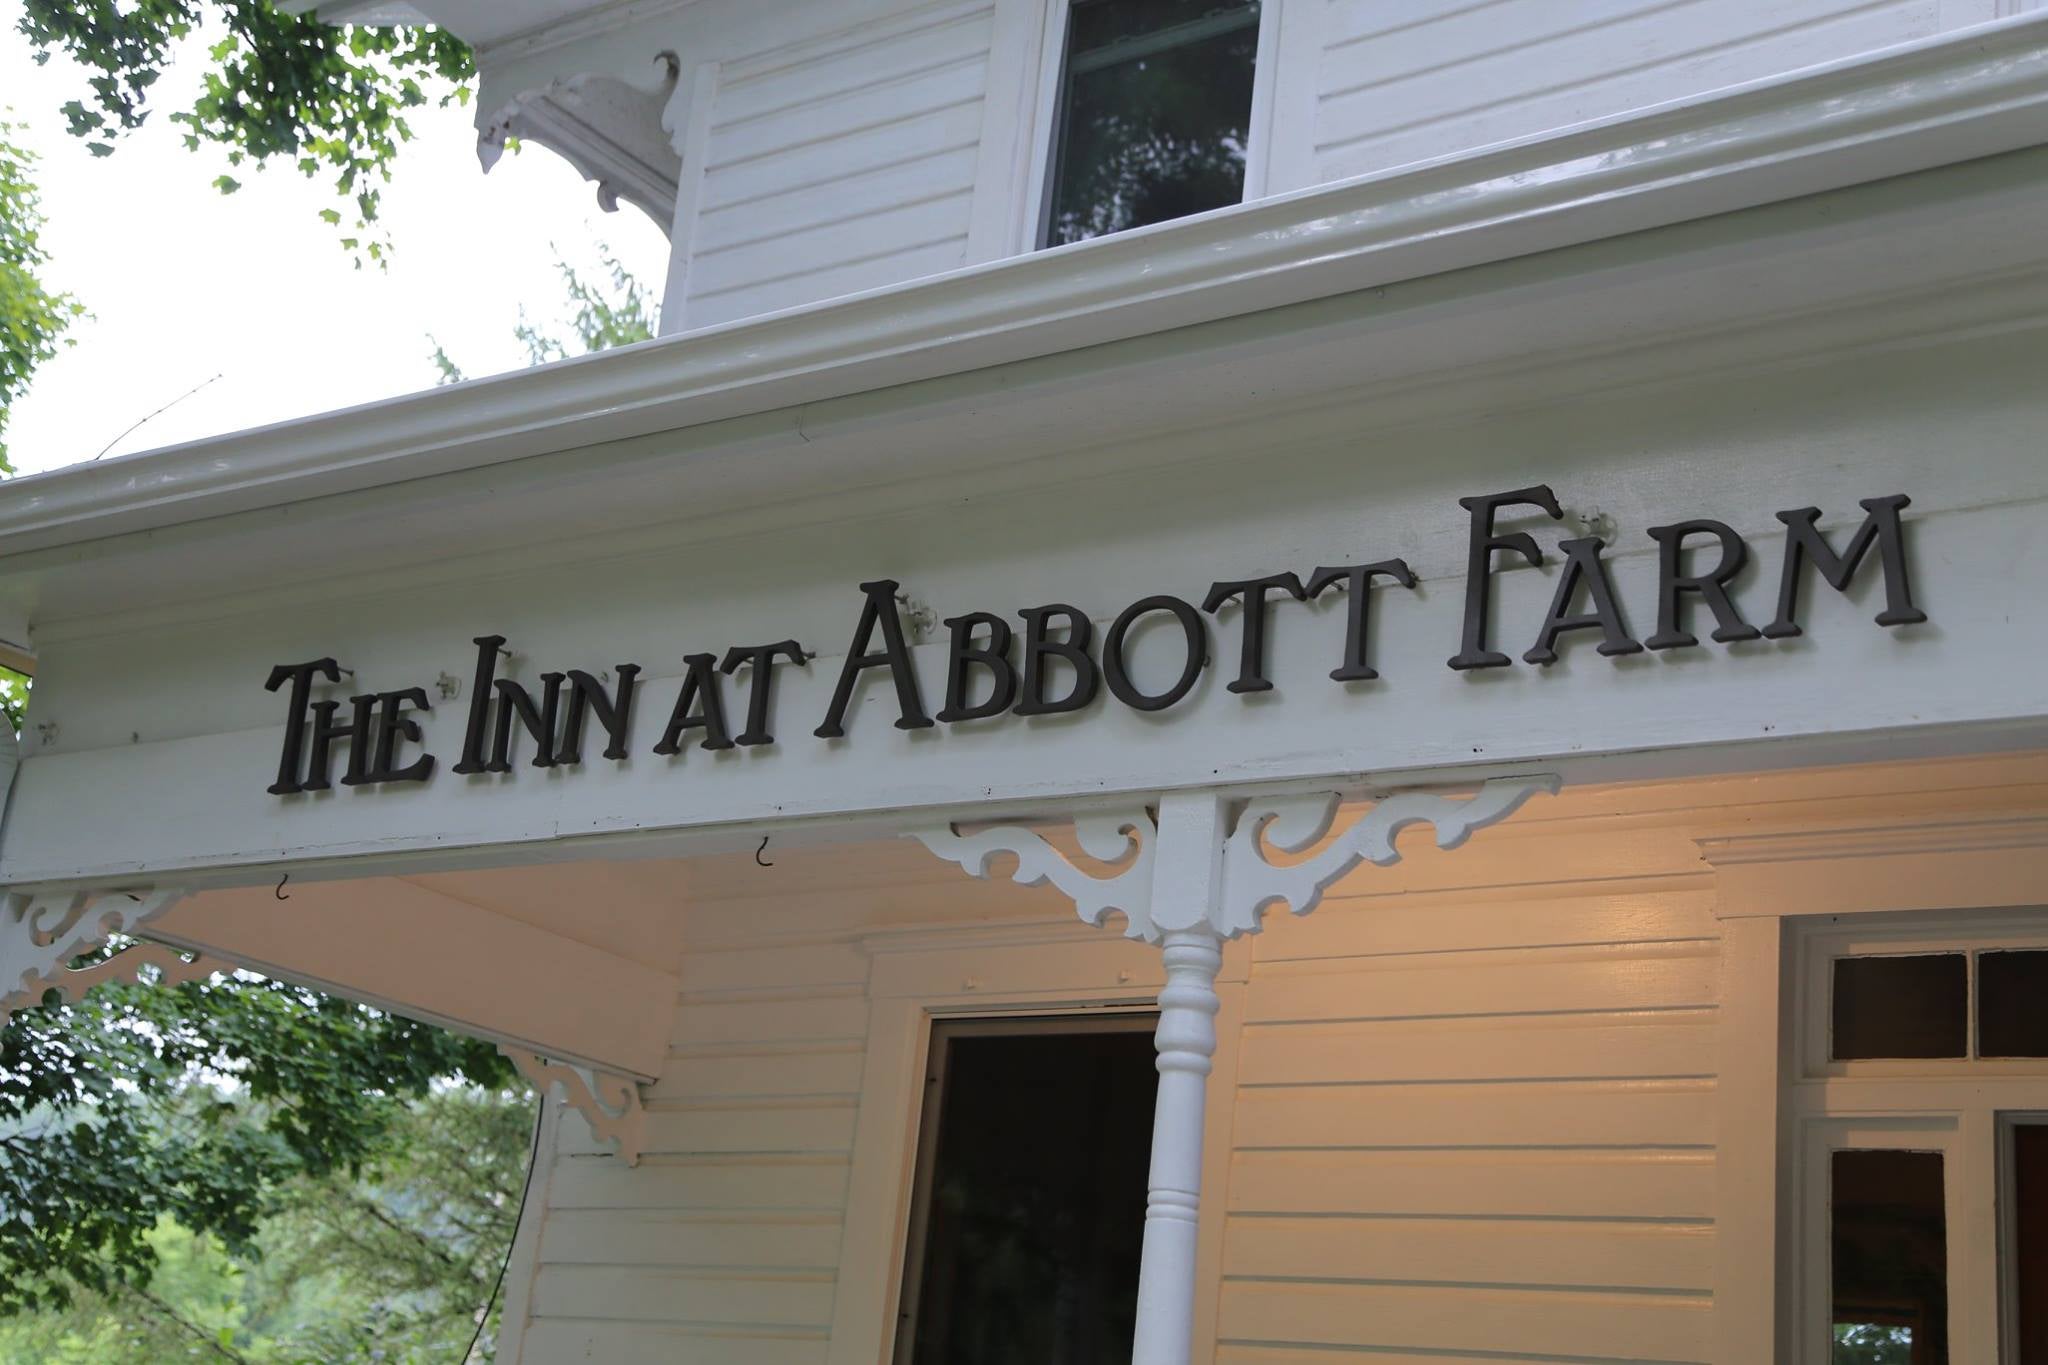 The Inn at Abbott Farm